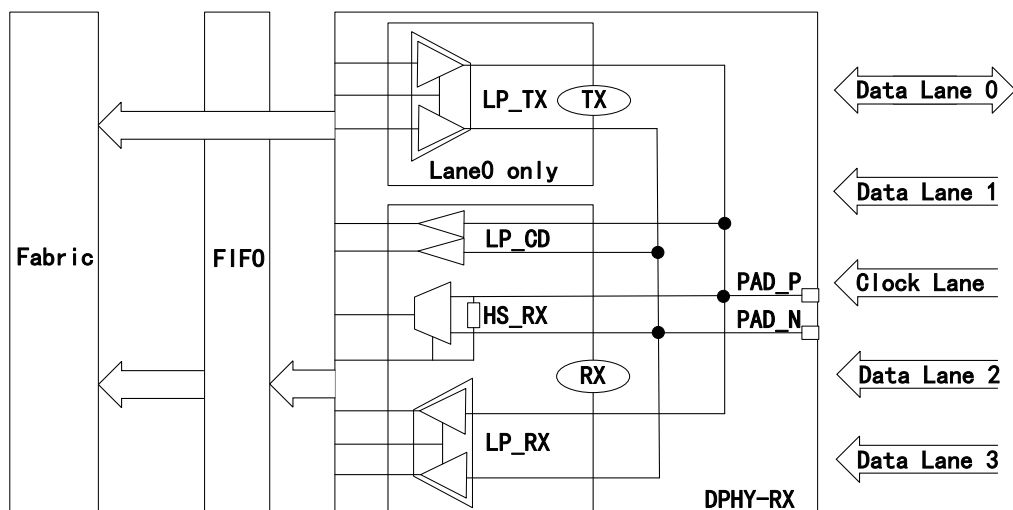 LP_TX
TX
Data Lane 0
Lane0 only
Data Lane 1
Fabric
FIFO
LP_CD
PAD_P
Clock Lane
HS_RX
PAD_N
RX
Data Lane 2
LP_RX
Data Lane 3
DPHY-RX